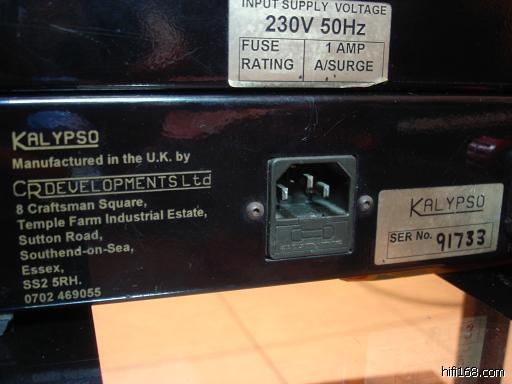 INPUT SUPPLY VOLTAGE
230V 50Hz
FUSE RATING
1 AMP A/SURGE
KALYPSO
Manufactured in the U.K. by
CR DEVELOPMENTS Ltd
8 Craftsman Square,
Temple Farm Industrial Estate,
Sutton Road,
Southend-on-Sea,
Essex,
SS2 5RH.
0702 469055
KALYPSO
SER No. 91733
hifi168.com